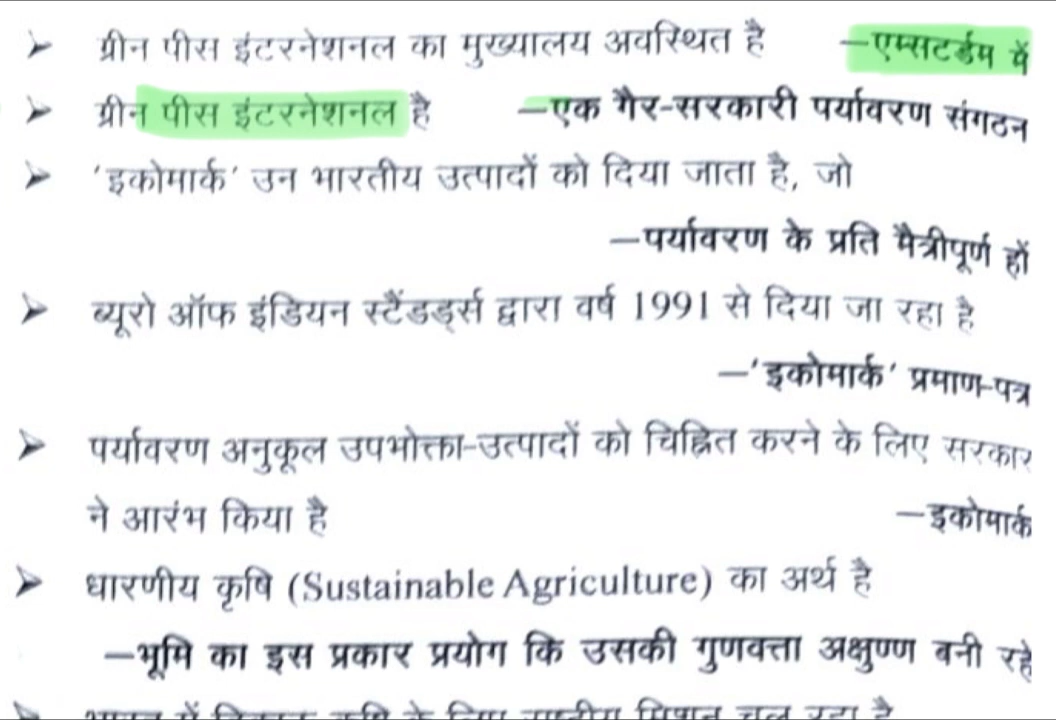 ➢ ग्रीन पीस इंटरनेशनल का मुख्यालय अवस्थित है —एम्सटर्डम में
➢ ग्रीन पीस इंटरनेशनल है —एक गैर-सरकारी पर्यावरण संगठन
➢ 'इकोमार्क' उन भारतीय उत्पादों को दिया जाता है, जो
—पर्यावरण के प्रति मैत्रीपूर्ण हों
➢ ब्यूरो ऑफ इंडियन स्टैंडर्ड्स द्वारा वर्ष 1991 से दिया जा रहा है
—'इकोमार्क' प्रमाण-पत्र
➢ पर्यावरण अनुकूल उपभोक्ता-उत्पादों को चिह्नित करने के लिए सरकार
ने आरंभ किया है —इकोमार्क
➢ धारणीय कृषि (Sustainable Agriculture) का अर्थ है
—भूमि का इस प्रकार प्रयोग कि उसकी गुणवत्ता अक्षुण्ण बनी रहे